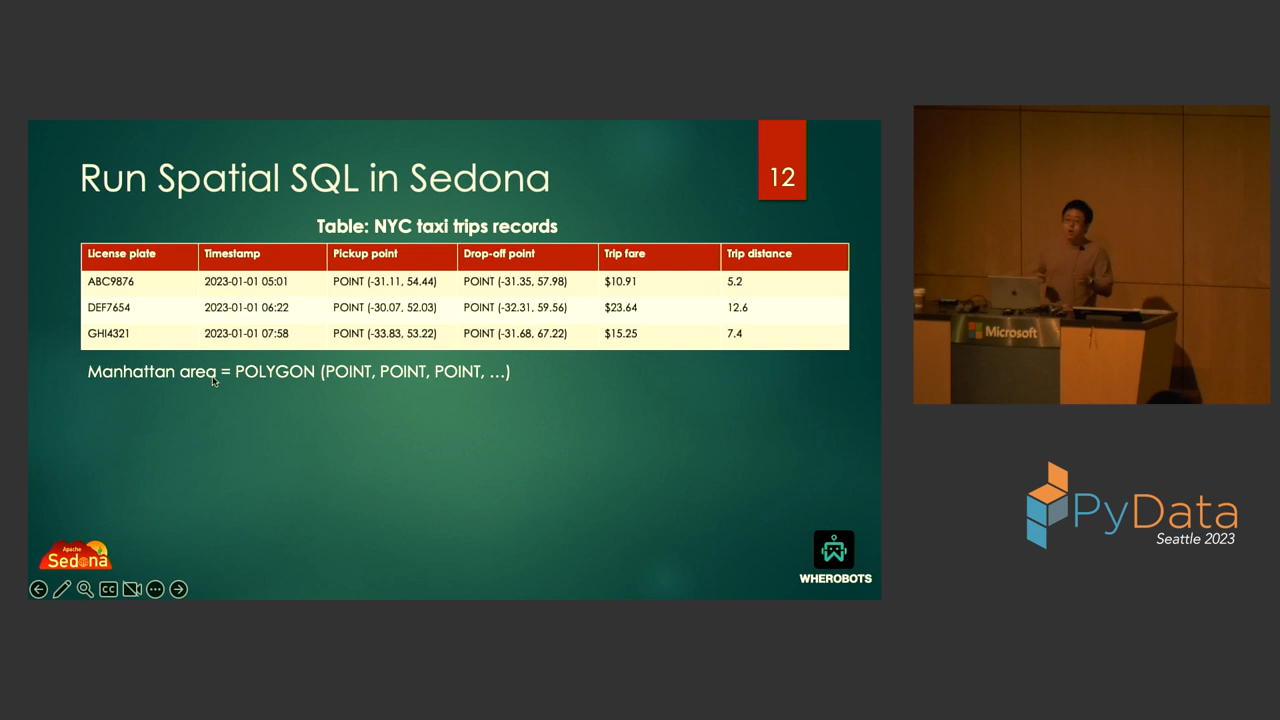 Run Spatial SQL in Sedona
12
Table: NYC taxi trips records
License plate Timestamp Pickup point Drop-off point Trip fare Trip distance
ABC9876 2023-01-01 05:01 POINT (-31.11, 54.44) POINT (-31.35, 57.98) $10.91 5.2
DEF7654 2023-01-01 06:22 POINT (-30.07, 52.03) POINT (-32.31, 59.56) $23.64 12.6
GHI4321 2023-01-01 07:58 POINT (-33.83, 53.22) POINT (-31.68, 67.22) $15.25 7.4
Manhattan area = POLYGON (POINT, POINT, POINT, …)
Apache
Sedona
WHEROBOTS
CC
Microsoft
PyData
Seattle 2023